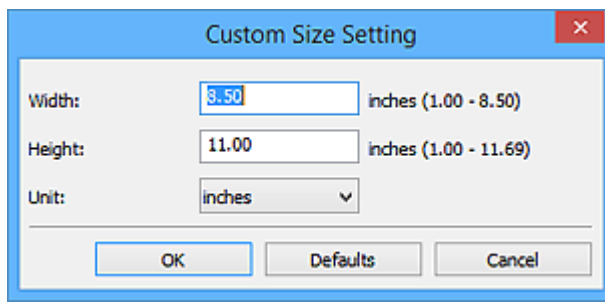 Custom Size Setting
Width: 8.50 inches (1.00 - 8.50)
Height: 11.00 inches (1.00 - 11.69)
Unit: inches
OK Defaults Cancel